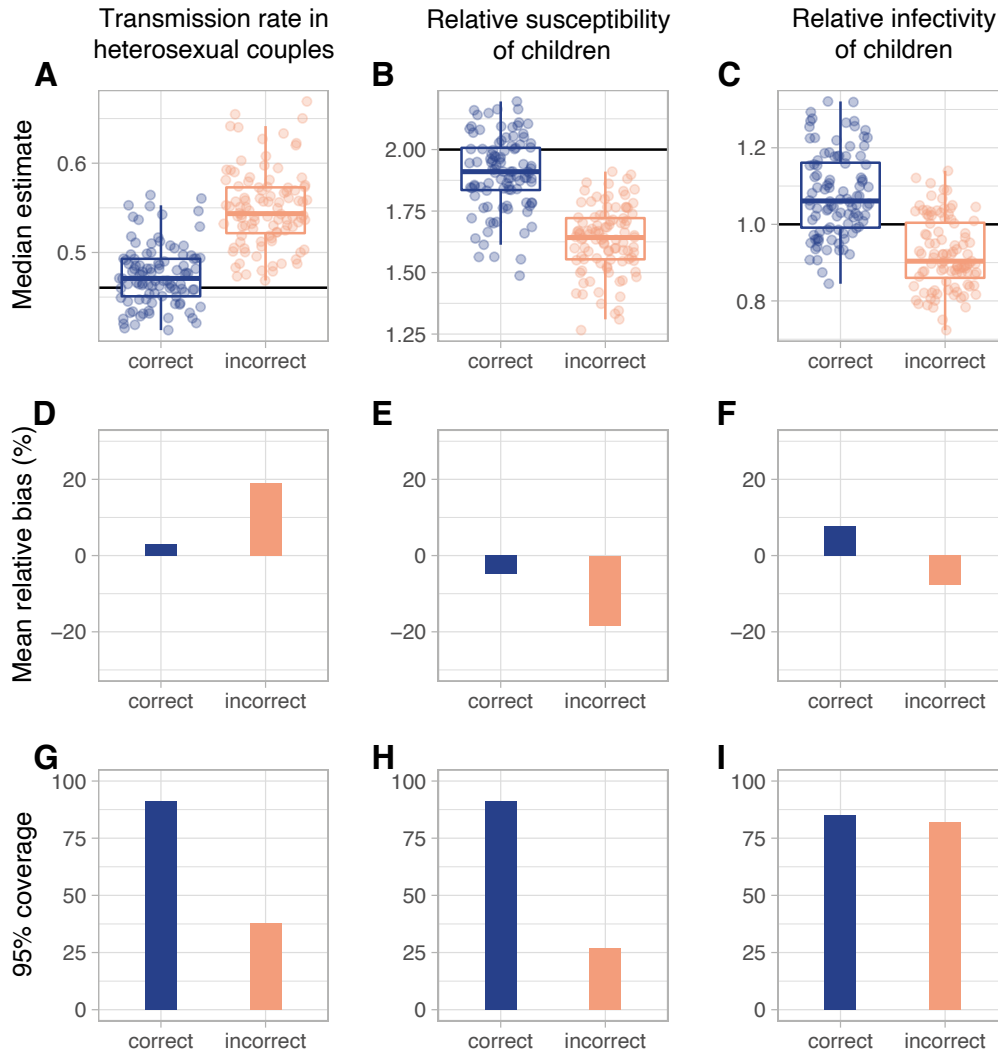 Transmission rate in
heterosexual couples
Relative susceptibility
of children
Relative infectivity
of children
A
B
C
Median estimate
0.6
0.5
correct
incorrect
2.00
1.75
1.50
1.25
correct
incorrect
1.2
1.0
0.8
correct
incorrect
D
E
F
Mean relative bias (%)
20
0
−20
correct
incorrect
20
0
−20
correct
incorrect
20
0
−20
correct
incorrect
G
H
I
95% coverage
100
75
50
25
0
correct
incorrect
100
75
50
25
0
correct
incorrect
100
75
50
25
0
correct
incorrect